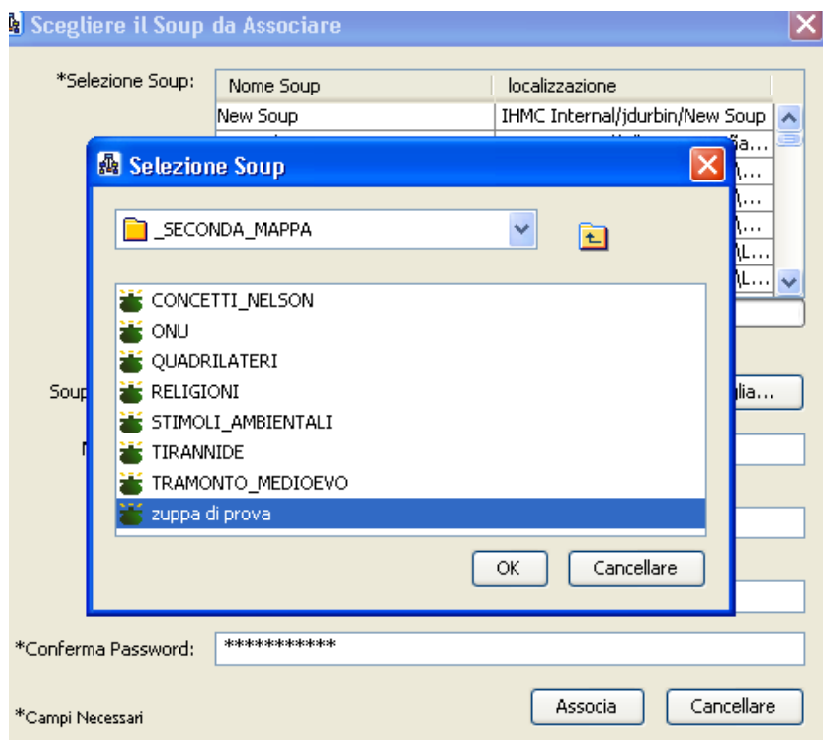 Scegliere il Soup da Associare
*Selezione Soup:
Nome Soup localizzazione
New Soup IHMC Internal/jdurbin/New Soup
Selezione Soup
_SECONDA_MAPPA
CONCETTI_NELSON
ONU
QUADRILATERI
RELIGIONI
STIMOLI_AMBIENTALI
TIRANNIDE
TRAMONTO_MEDIOEVO
zuppa di prova
OK Cancellare
Soup
*Conferma Password: ***********
*Campi Necessari
Associa Cancellare